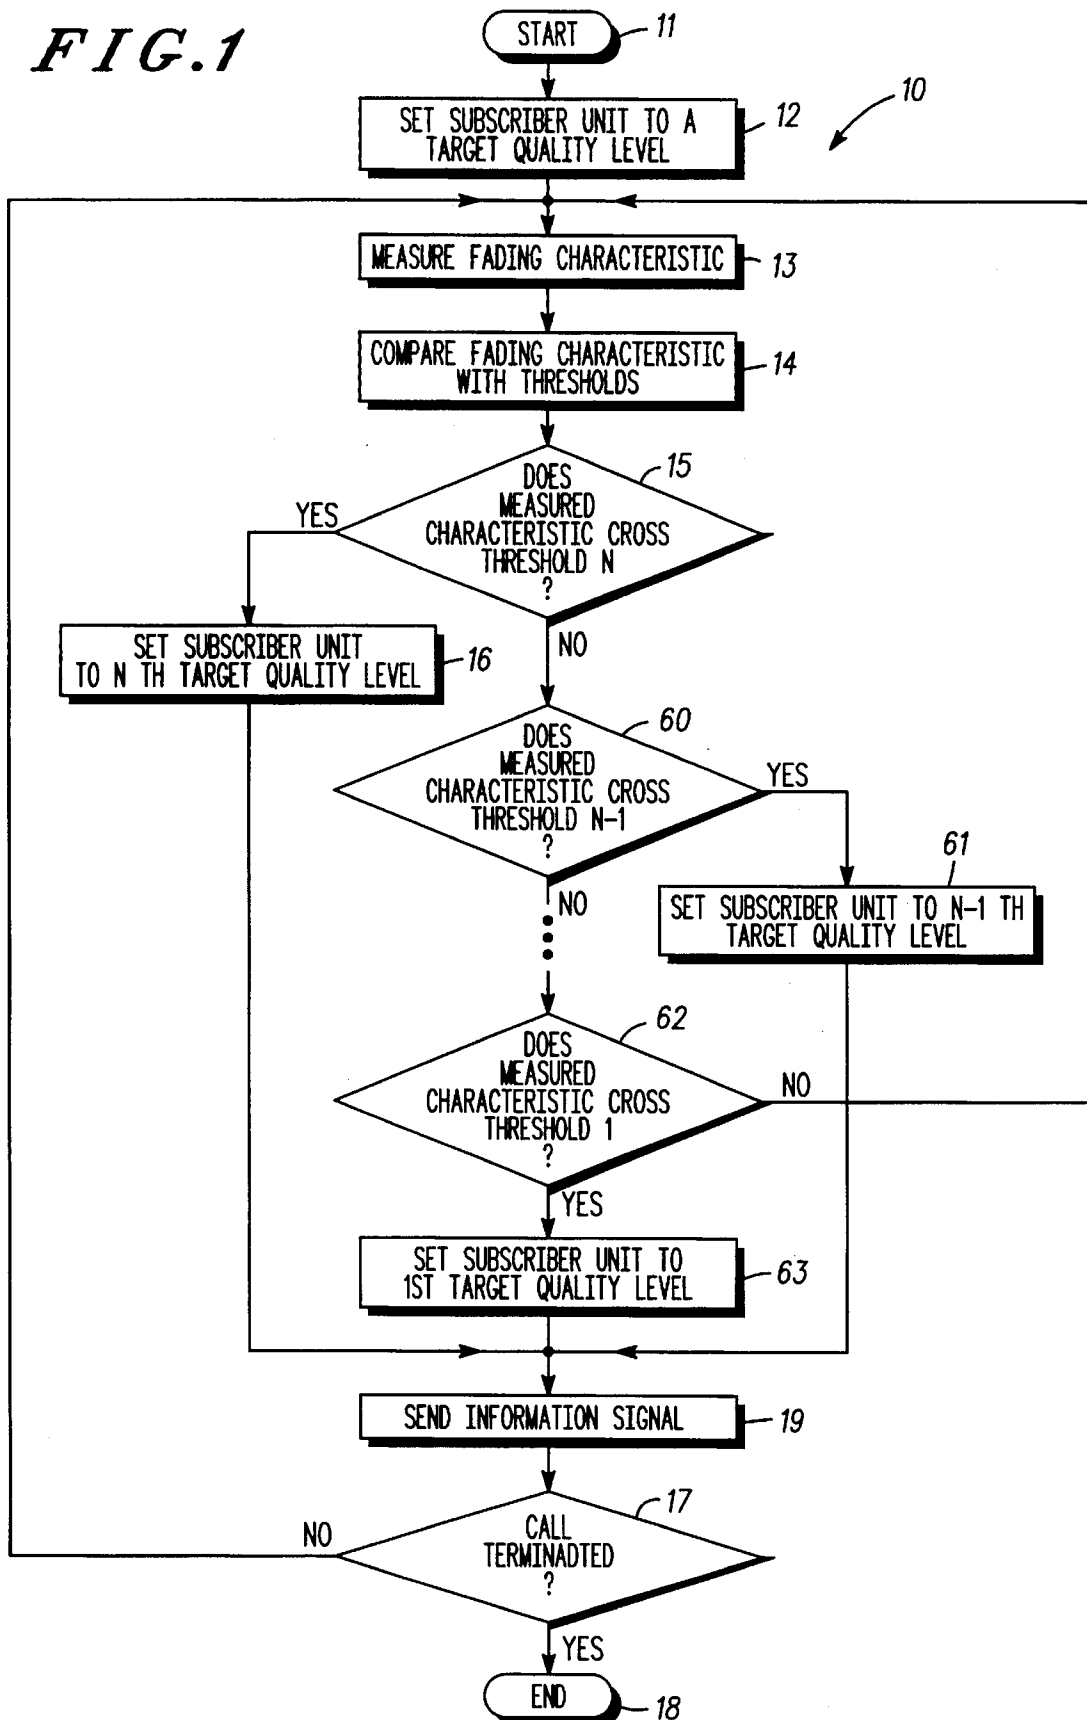 FIG.1
START
11
10
SET SUBSCRIBER UNIT TO A
TARGET QUALITY LEVEL
12
MEASURE FADING CHARACTERISTIC
13
COMPARE FADING CHARACTERISTIC
WITH THRESHOLDS
14
DOES
MEASURED
CHARACTERISTIC CROSS
THRESHOLD N
?
15
YES
NO
SET SUBSCRIBER UNIT
TO N TH TARGET QUALITY LEVEL
16
DOES
MEASURED
CHARACTERISTIC CROSS
THRESHOLD N-1
?
60
YES
NO
61
SET SUBSCRIBER UNIT TO N-1 TH
TARGET QUALITY LEVEL
DOES
MEASURED
CHARACTERISTIC CROSS
THRESHOLD 1
?
62
NO
YES
SET SUBSCRIBER UNIT TO
1ST TARGET QUALITY LEVEL
63
SEND INFORMATION SIGNAL
19
CALL
TERMINADTED
?
17
NO
YES
END
18